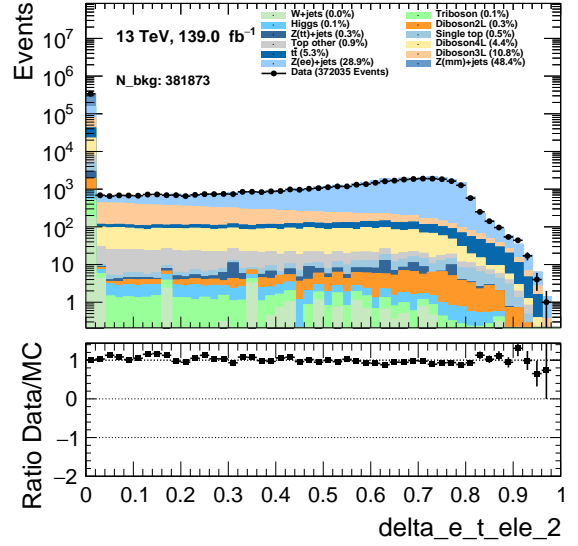 Events
13 TeV, 139.0 fb⁻¹
N_bkg: 381873
W+jets (0.0%)
Higgs (0.1%)
Z(tt)+jets (0.3%)
Top other (0.9%)
tt̄ (5.3%)
Z(ee)+jets (28.9%)
Data (372035 Events)
Triboson (0.1%)
Diboson2L (0.3%)
Single top (0.5%)
Diboson4L (4.4%)
Diboson3L (10.8%)
Z(mm)+jets (48.4%)
10⁷
10⁶
10⁵
10⁴
10³
10²
10
1
Ratio Data/MC
1
0
−1
−2
0 0.1 0.2 0.3 0.4 0.5 0.6 0.7 0.8 0.9 1
delta_e_t_ele_2